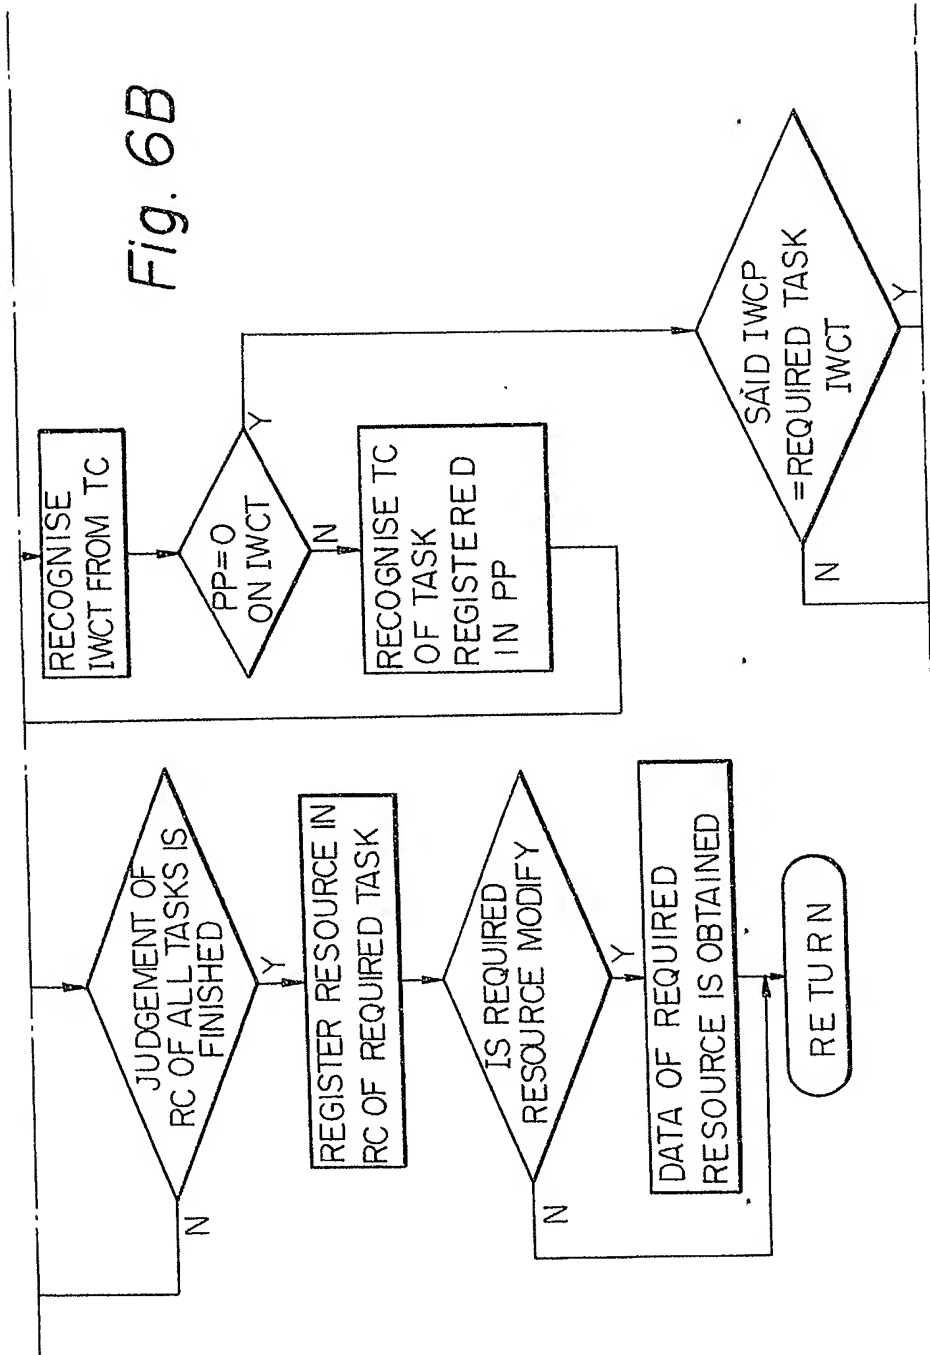 Fig. 6B
JUDGEMENT OF
RC OF ALL TASKS IS
FINISHED
N
Y
REGISTER RESOURCE IN
RC OF REQUIRED TASK
IS REQUIRED
RESOURCE MODIFY
N
Y
DATA OF REQUIRED
RESOURCE IS OBTAINED
RETURN
RECOGNISE
IWCT FROM TC
PP=0
ON IWCT
Y
N
RECOGNISE TC
OF TASK
REGISTERED
IN PP
SAID IWCP
=REQUIRED TASK
IWCT
N
Y